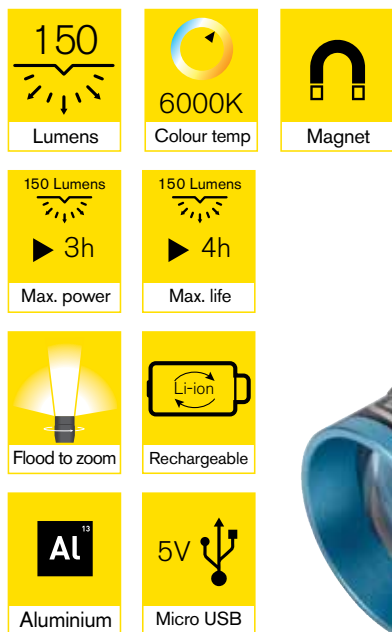 150
Lumens
6000K
Colour temp
Magnet
150 Lumens
3h
Max. power
150 Lumens
4h
Max. life
Flood to zoom
Li-ion
Rechargeable
13
Al
Aluminium
5V
Micro USB